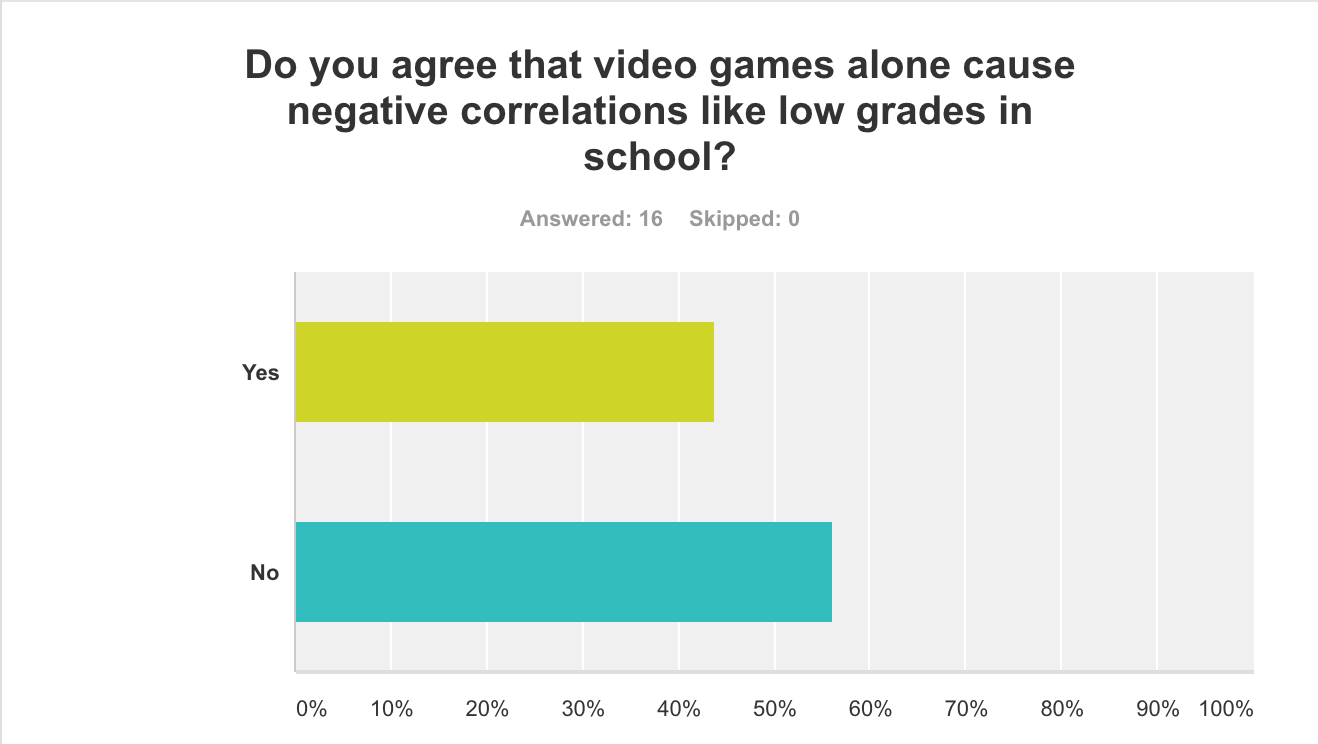 Do you agree that video games alone cause
negative correlations like low grades in
school?
Answered: 16 Skipped: 0
Yes
No
0% 10% 20% 30% 40% 50% 60% 70% 80% 90% 100%